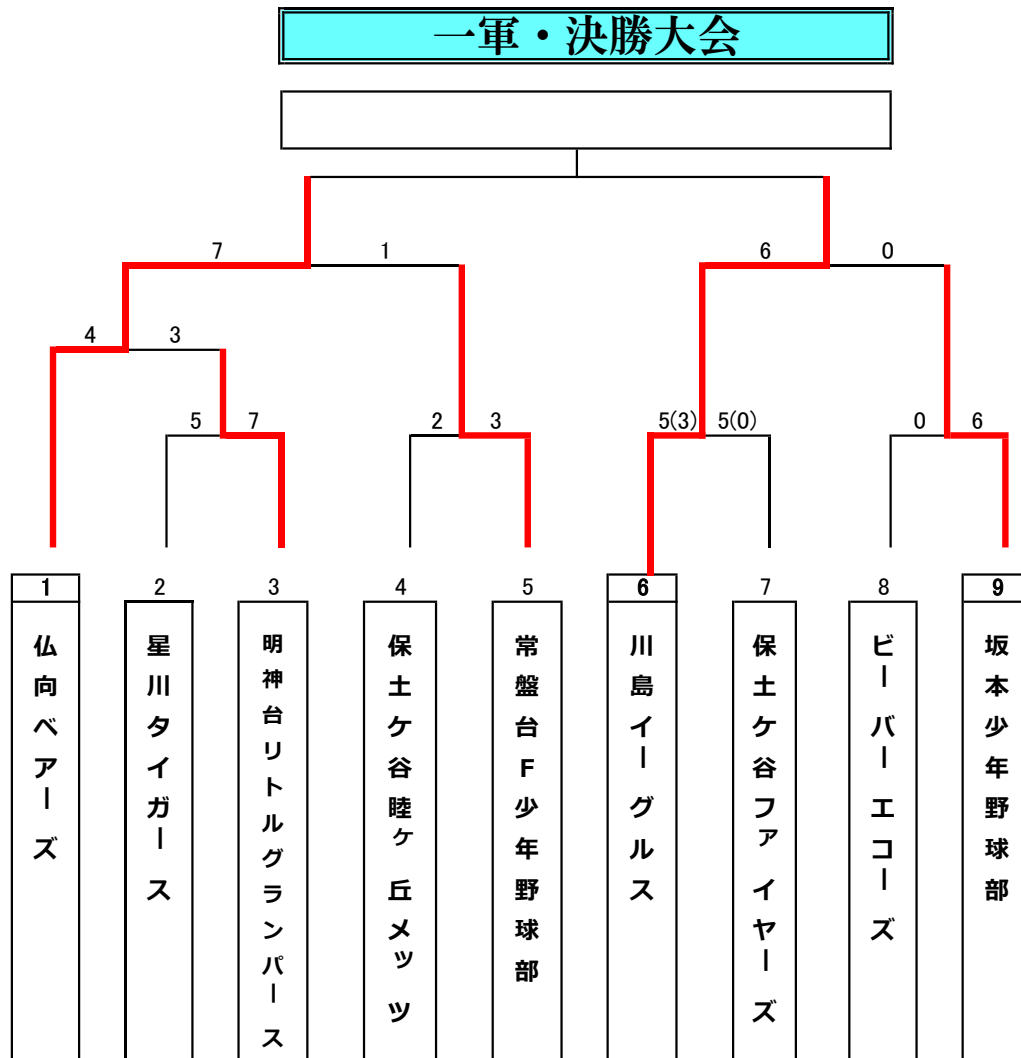 一軍・決勝大会
7 1 6 0
4 3
5 7 2 3 5(3) 5(0) 0 6
1 2 3 4 5 6 7 8 9
仏向ベアーズ
星川タイガース
明神台リトルグランパース
保土ケ谷睦ヶ丘メッツ
常盤台F少年野球部
川島イーグルス
保土ケ谷ファイヤーズ
ビーバーエコーズ
坂本少年野球部